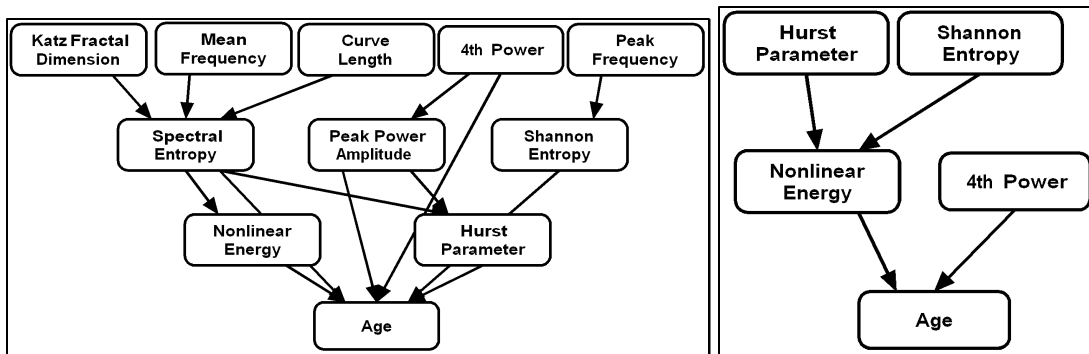 Katz Fractal
Dimension
Mean
Frequency
Curve
Length
4th Power
Peak
Frequency
Spectral
Entropy
Peak Power
Amplitude
Shannon
Entropy
Nonlinear
Energy
Hurst
Parameter
Age
Hurst
Parameter
Shannon
Entropy
Nonlinear
Energy
4th Power
Age